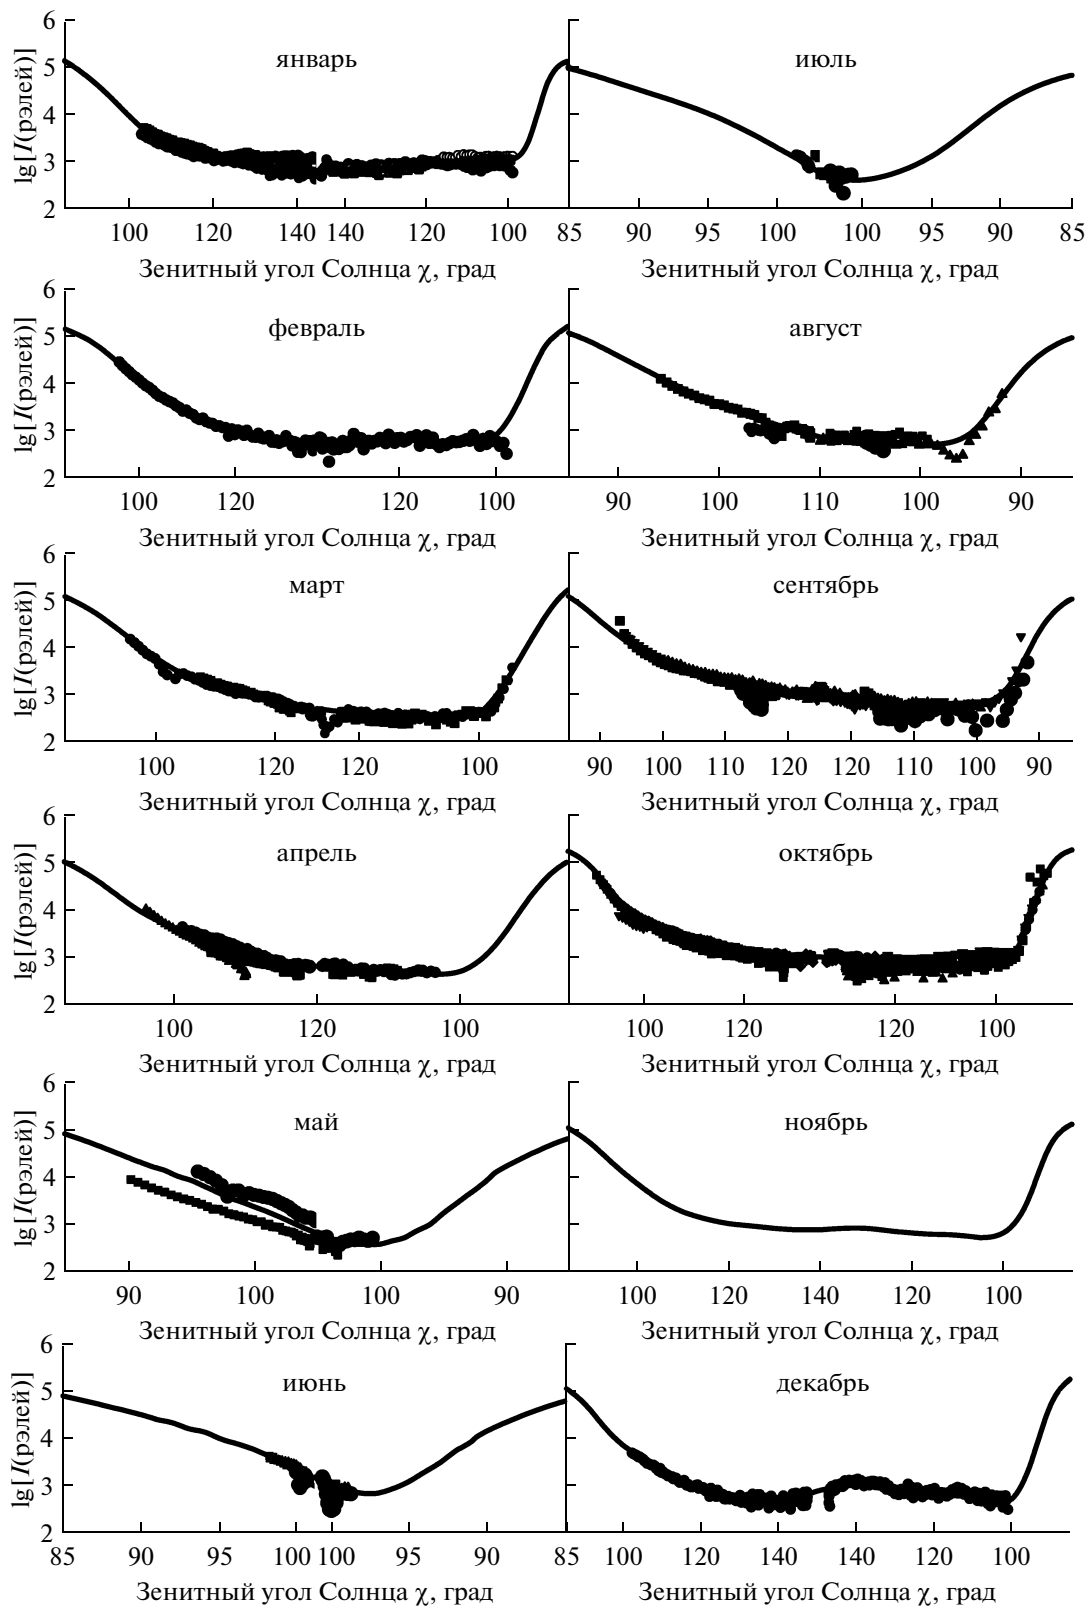 6
5
4
3
2
lg[I(рэлей)]
январь
100 120 140 140 120 100 85
Зенитный угол Солнца χ, град
июль
90 95 100 100 95 90 85
Зенитный угол Солнца χ, град
6
5
4
3
2
lg[I(рэлей)]
февраль
100 120 120 100
Зенитный угол Солнца χ, град
август
90 100 110 100 90
Зенитный угол Солнца χ, град
6
5
4
3
2
lg[I(рэлей)]
март
100 120 120 100
Зенитный угол Солнца χ, град
сентябрь
90 100 110 120 120 110 100 90
Зенитный угол Солнца χ, град
6
5
4
3
2
lg[I(рэлей)]
апрель
100 120 100
Зенитный угол Солнца χ, град
октябрь
100 120 120 100
Зенитный угол Солнца χ, град
6
5
4
3
2
lg[I(рэлей)]
май
90 100 100 90
Зенитный угол Солнца χ, град
ноябрь
100 120 140 120 100
Зенитный угол Солнца χ, град
6
5
4
3
2
lg[I(рэлей)]
июнь
85 90 95 100 100 95 90 85
Зенитный угол Солнца χ, град
декабрь
100 120 140 140 120 100
Зенитный угол Солнца χ, град